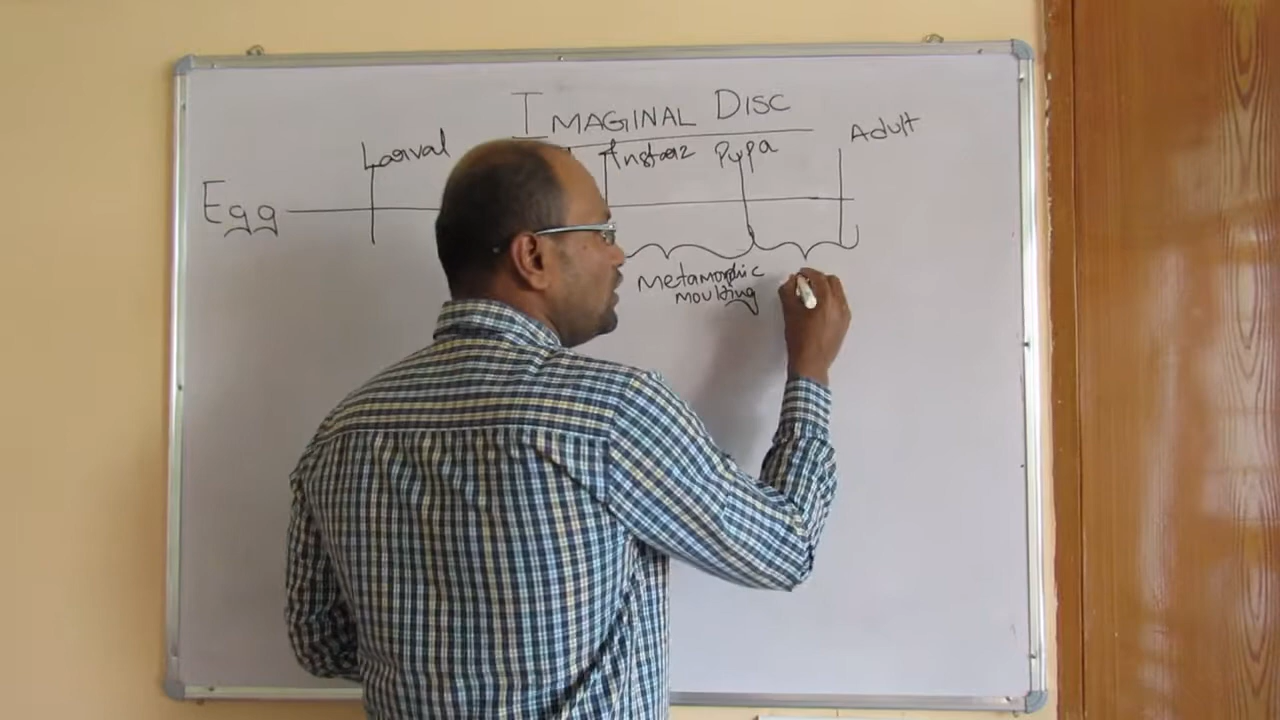 IMAGINAL DISC
Larval
Instar
Pupa
Adult
Egg
Metamorphic
moulting